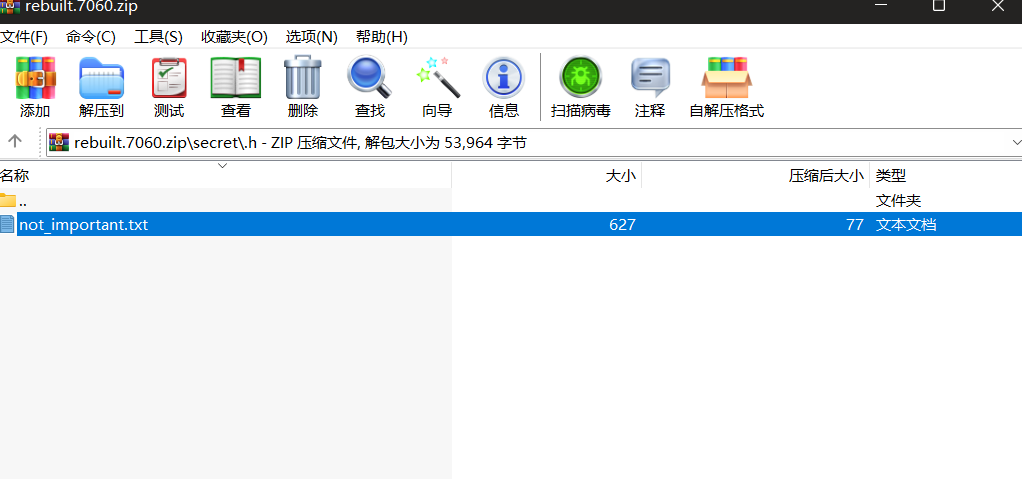 rebuilt.7060.zip
文件(F) 命令(C) 工具(S) 收藏夹(O) 选项(N) 帮助(H)
添加 解压到 测试 查看 删除 查找 向导 信息 扫描病毒 注释 自解压格式
rebuilt.7060.zip\secret\.h - ZIP 压缩文件, 解包大小为 53,964 字节
名称 大小 压缩后大小 类型
.. 文件夹
not_important.txt 627 77 文本文档